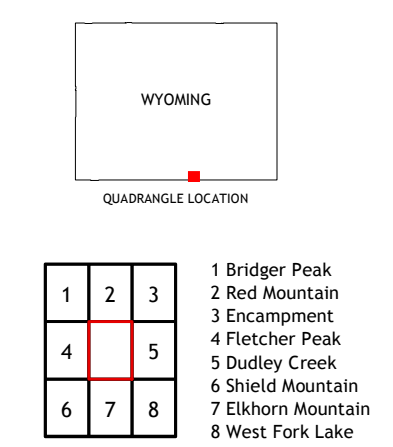 WYOMING
QUADRANGLE LOCATION
1 2 3
4 5
6 7 8
1 Bridger Peak
2 Red Mountain
3 Encampment
4 Fletcher Peak
5 Dudley Creek
6 Shield Mountain
7 Elkhorn Mountain
8 West Fork Lake